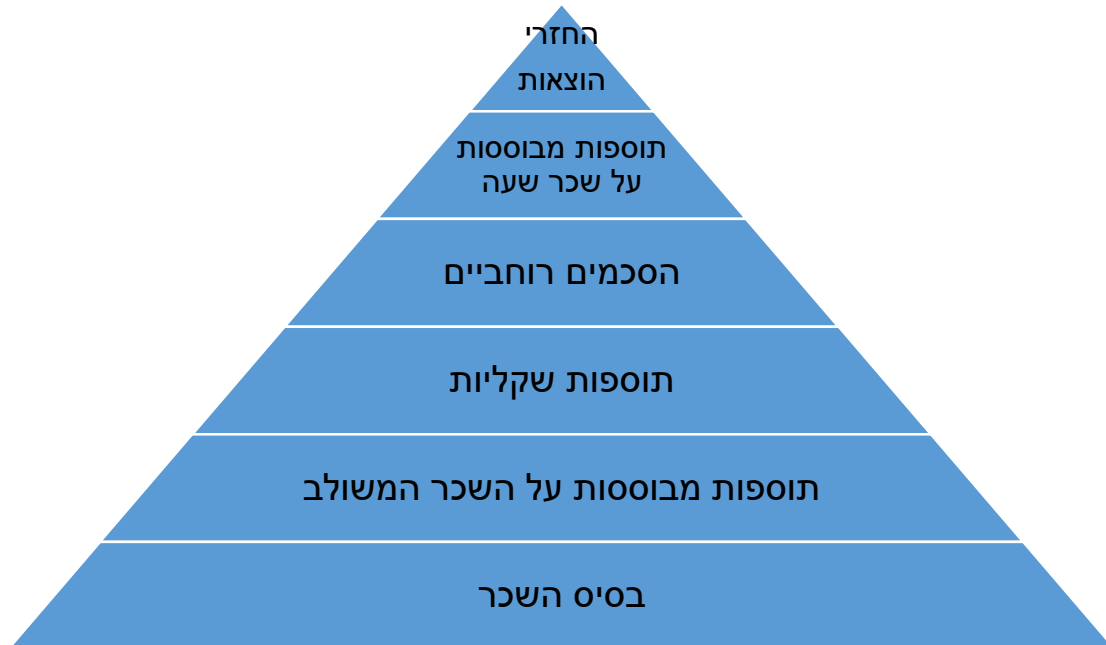 החזרי
הוצאות
תוספות מבוססות
על שכר שעה
הסכמים רוחביים
תוספות שקליות
תוספות מבוססות על השכר המשולב
בסיס השכר